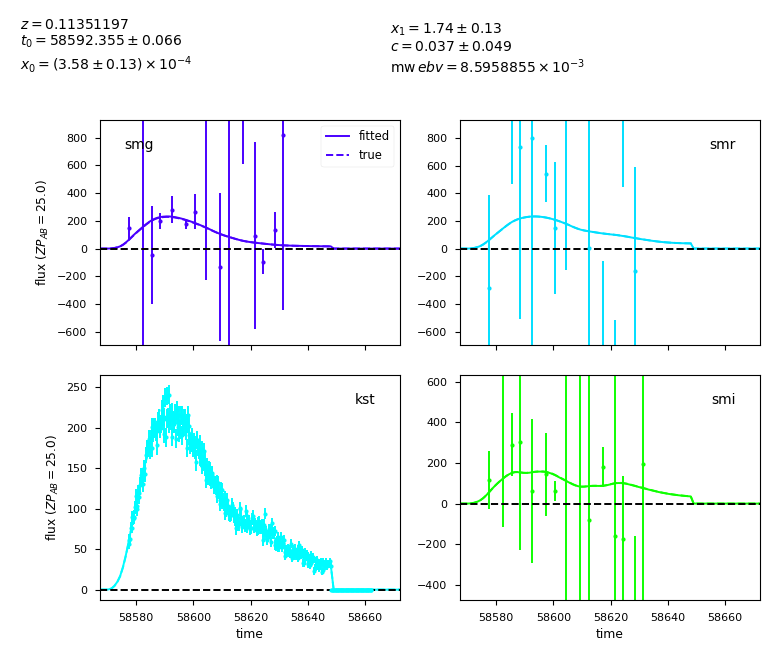 z = 0.11351197
t₀ = 58592.355 ± 0.066
x₀ = (3.58 ± 0.13) × 10⁻⁴
x₁ = 1.74 ± 0.13
c = 0.037 ± 0.049
mw ebv = 8.5958855 × 10⁻³
smg
fitted
true
800
600
400
200
0
−200
−400
−600
flux (ZP_AB = 25.0)
smr
800
600
400
200
0
−200
−400
−600
kst
250
200
150
100
50
0
flux (ZP_AB = 25.0)
58580 58600 58620 58640 58660
time
smi
600
400
200
0
−200
−400
58580 58600 58620 58640 58660
time